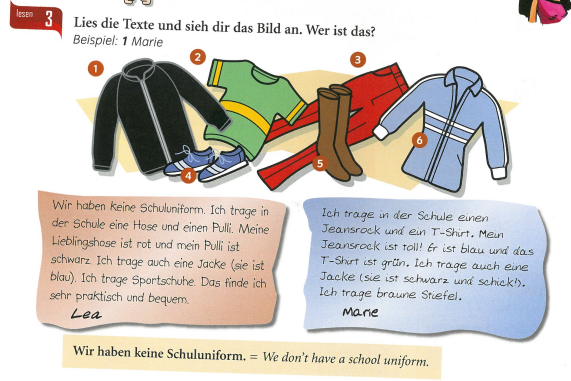 lesen 3
Lies die Texte und sieh dir das Bild an. Wer ist das?
Beispiel: 1 Marie
1
2
3
4
5
6
Wir haben keine Schuluniform. Ich trage in
der Schule eine Hose und einen Pulli. Meine
Lieblingshose ist rot und mein Pulli ist
schwarz. Ich trage auch eine Jacke (sie ist
blau). Ich trage Sportschuhe. Das finde ich
sehr praktisch und bequem.
Lea
Ich trage in der Schule einen
Jeansrock und ein T-Shirt. Mein
Jeansrock ist toll! Er ist blau und das
T-Shirt ist grün. Ich trage auch eine
Jacke (sie ist schwarz und schick!).
Ich trage braune Stiefel.
Marie
Wir haben keine Schuluniform. = We don't have a school uniform.